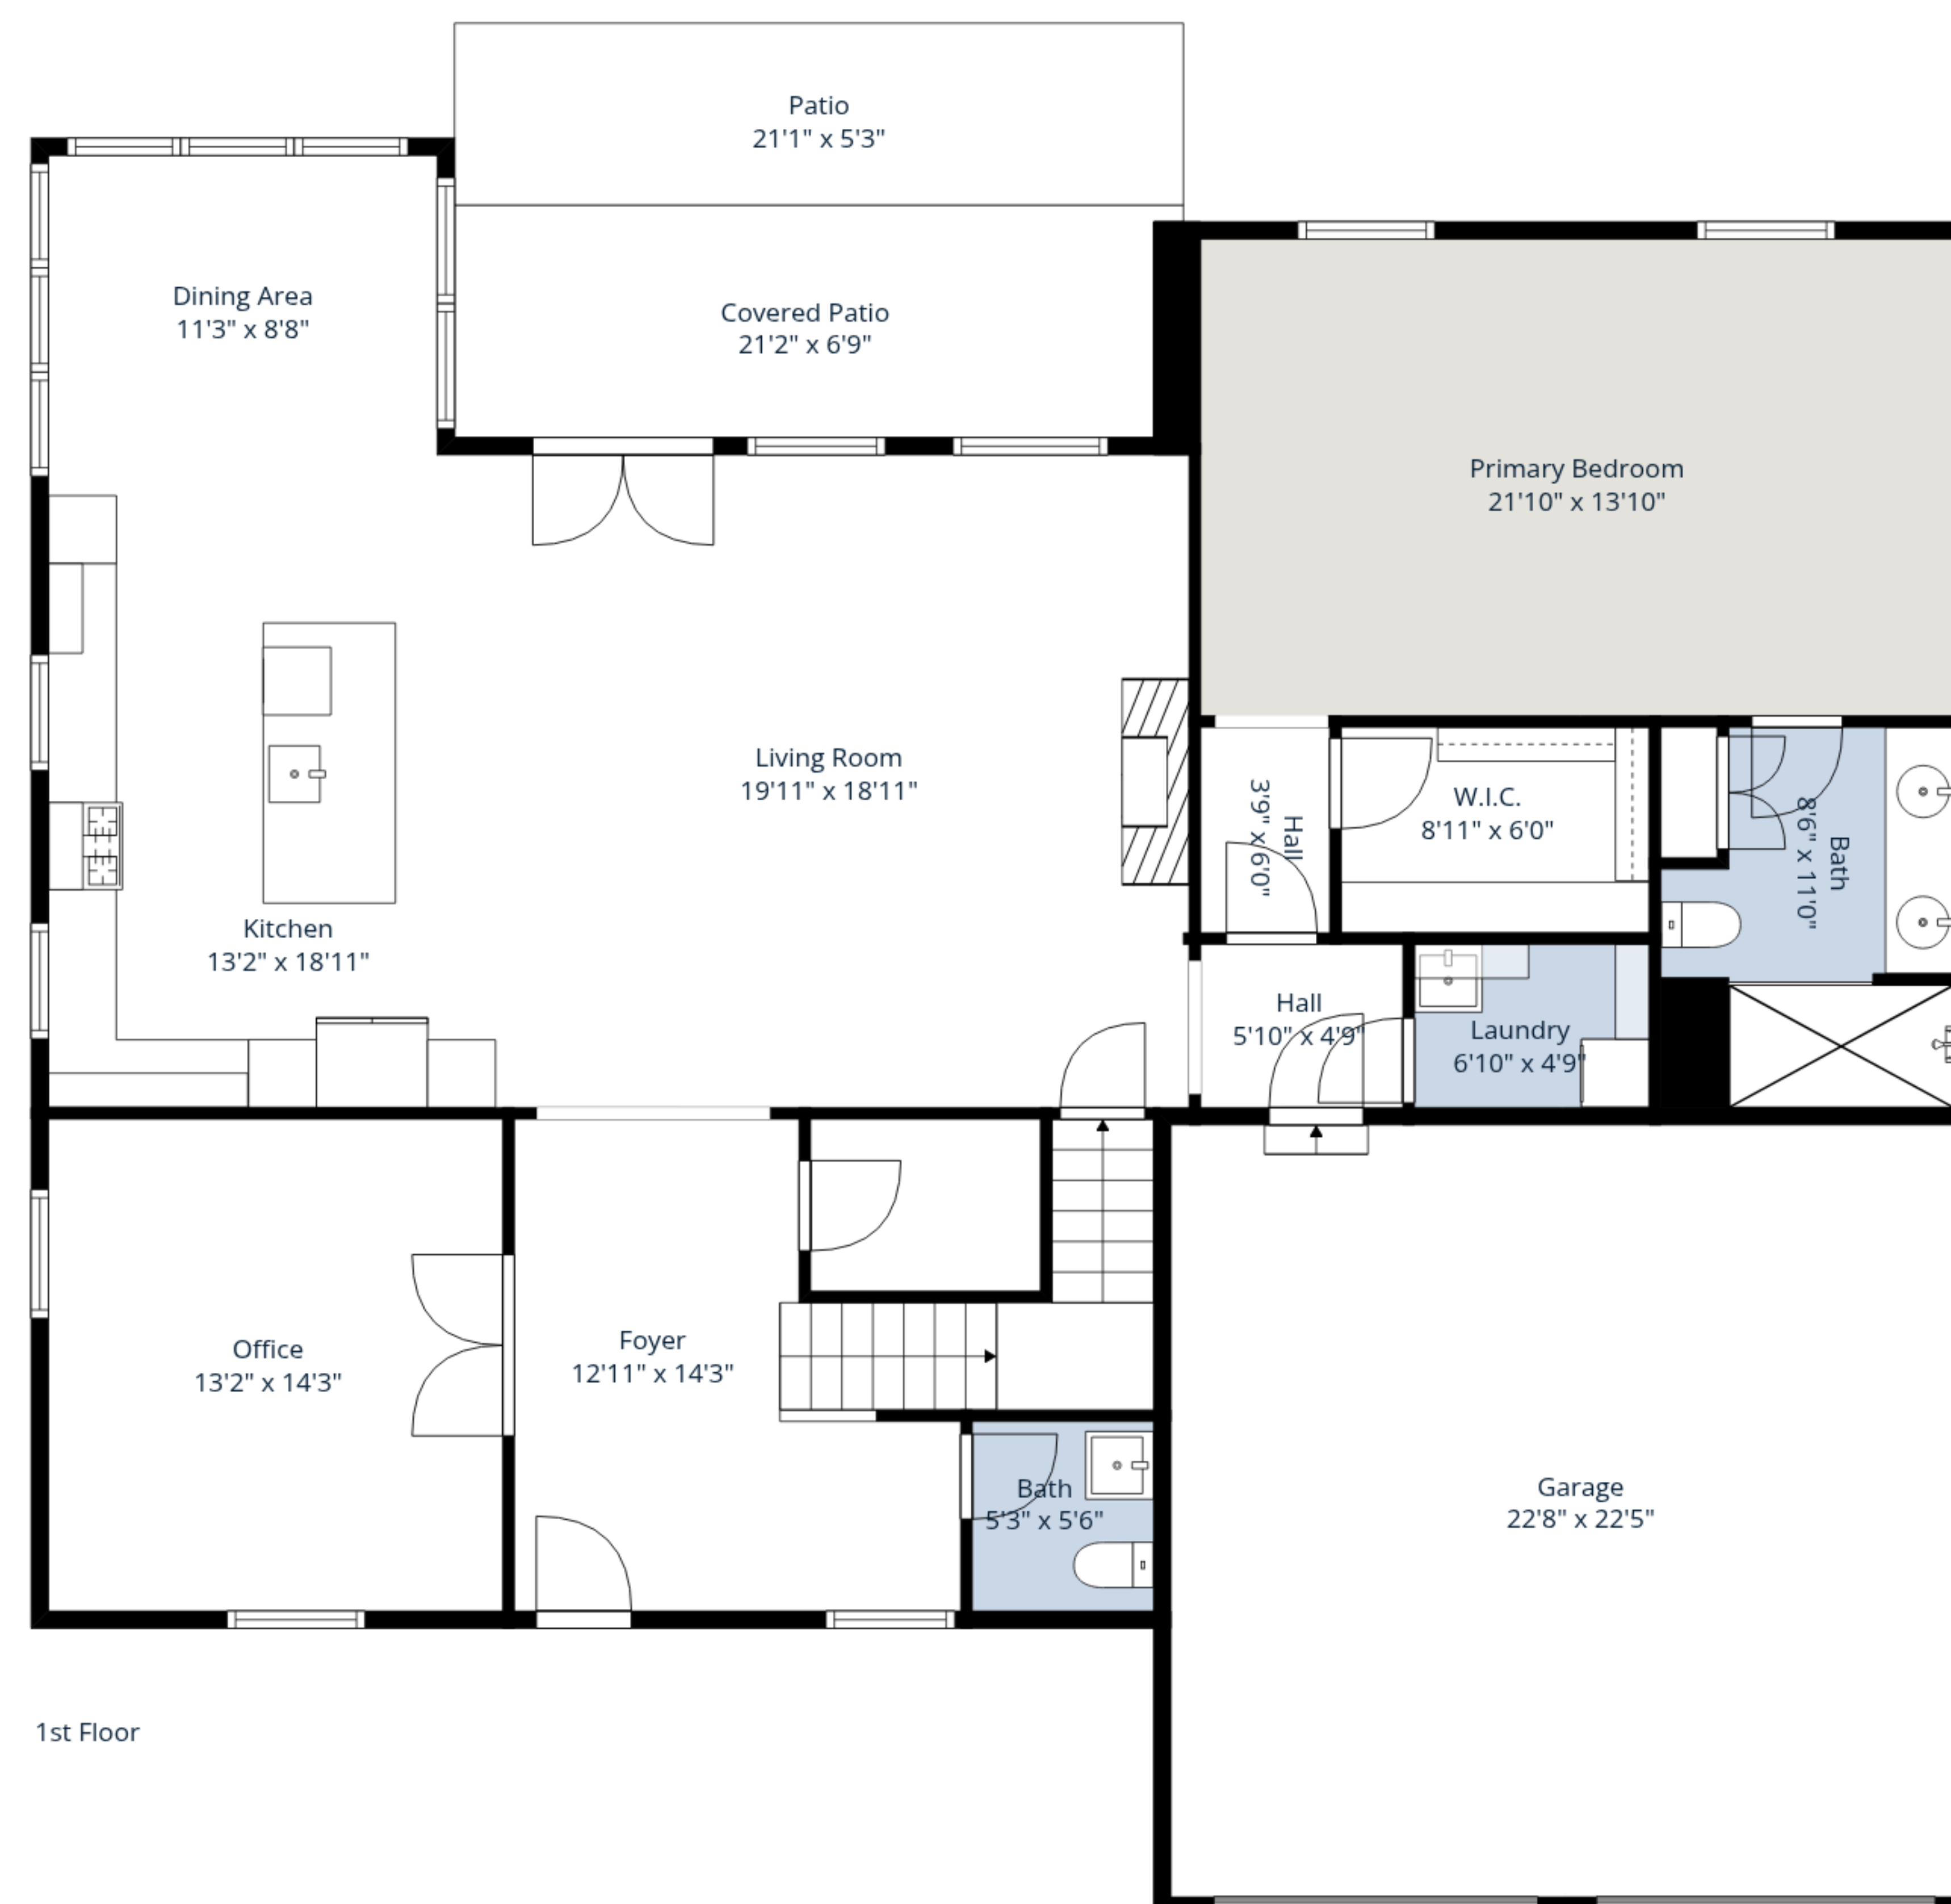 Patio
21'1" x 5'3"
Dining Area
11'3" x 8'8"
Covered Patio
21'2" x 6'9"
Primary Bedroom
21'10" x 13'10"
Living Room
19'11" x 18'11"
Hall
3'9" x 6'0"
W.I.C.
8'11" x 6'0"
Bath
8'6" x 11'0"
Kitchen
13'2" x 18'11"
Hall
5'10" x 4'9"
Laundry
6'10" x 4'9"
Office
13'2" x 14'3"
Foyer
12'11" x 14'3"
Bath
5'3" x 5'6"
Garage
22'8" x 22'5"
1st Floor